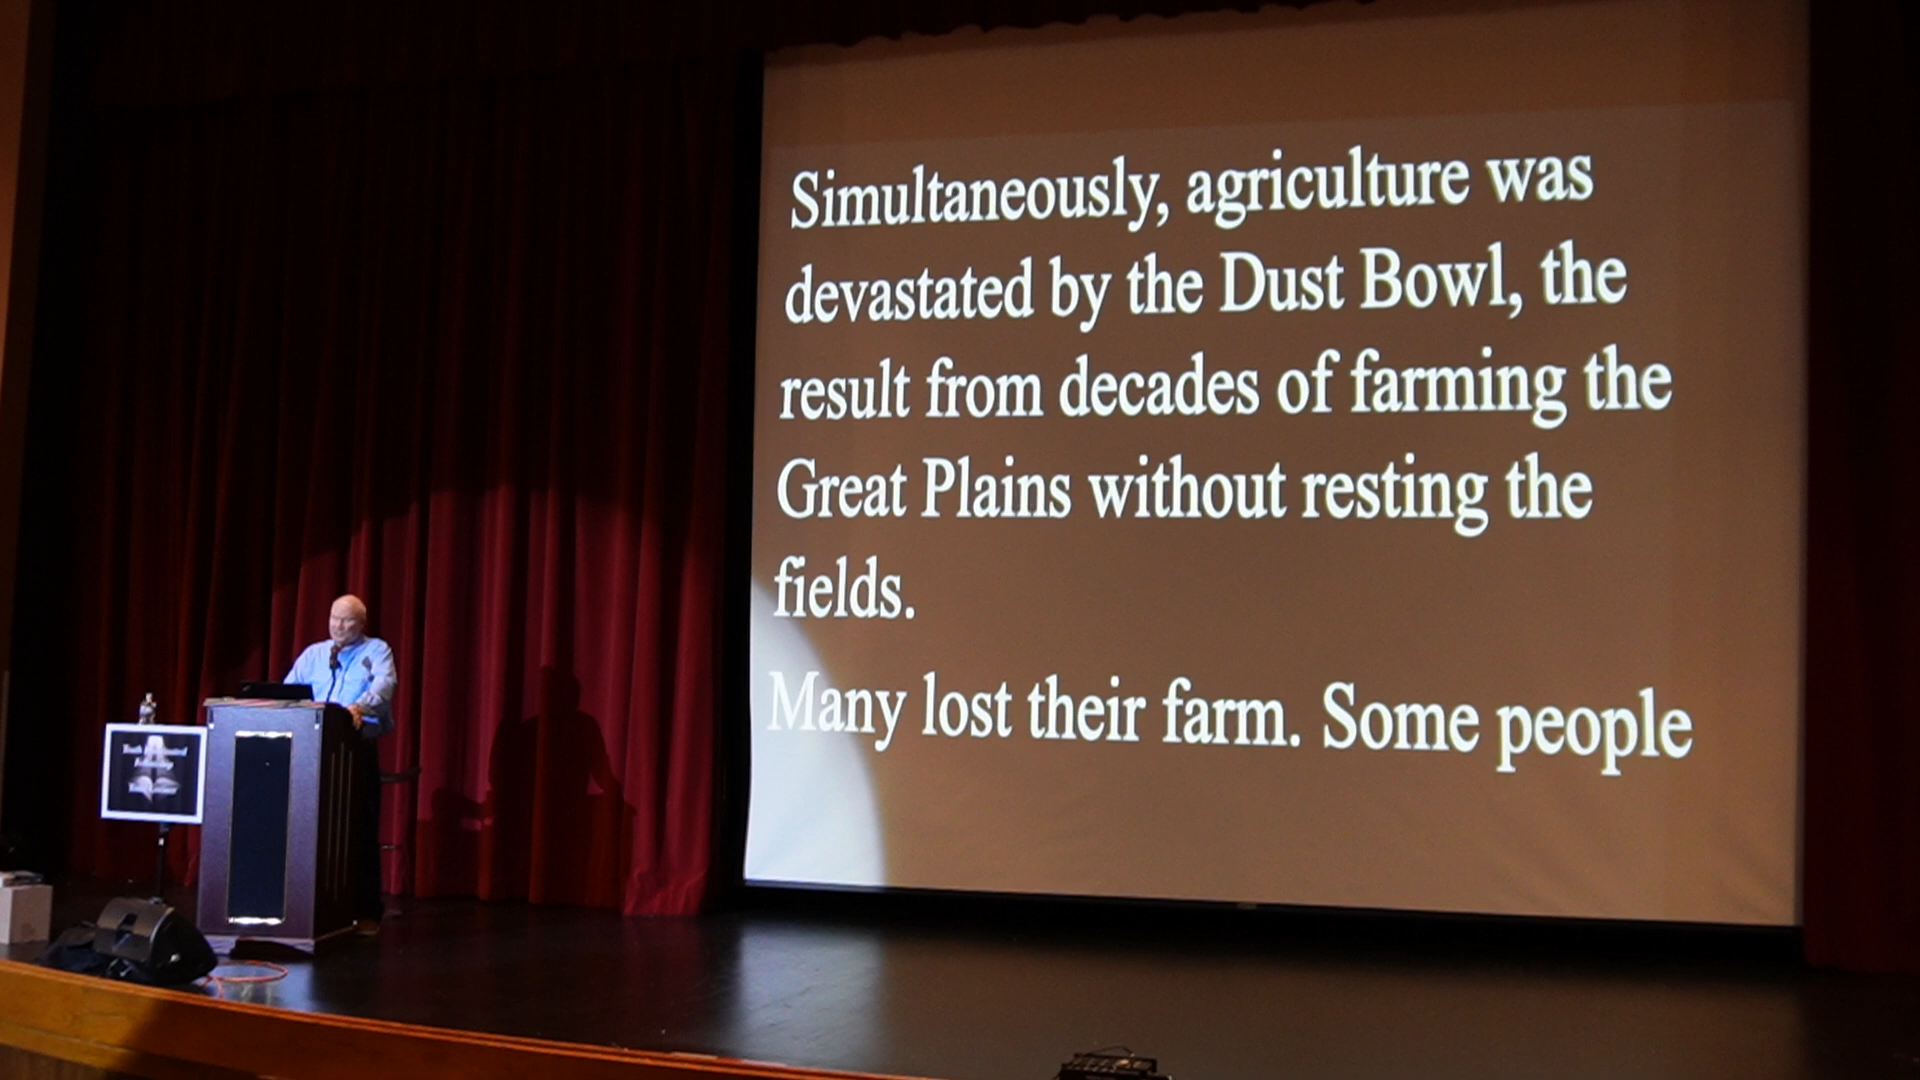 Simultaneously, agriculture was
devastated by the Dust Bowl, the
result from decades of farming the
Great Plains without resting the
fields.
Many lost their farm. Some people